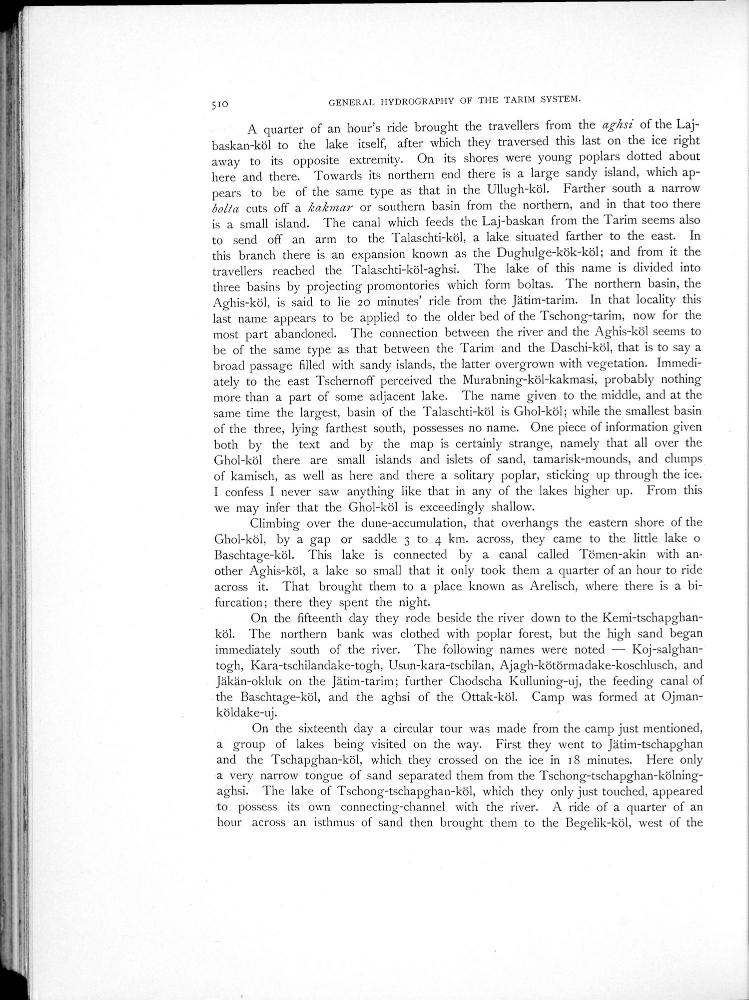 510
GENERAL HYDROGRAPHY OF THE TARIM SYSTEM.
A quarter of an hour's ride brought the travellers from the aghsi of the Laj-
baskan-köl to the lake itself, after which they traversed this last on the ice right
away to its opposite extremity. On its shores were young poplars dotted about
here and there. Towards its northern end there is a large sandy island, which ap-
pears to be of the same type as that in the Ullugh-köl. Farther south a narrow
bolta cuts off a kakmar or southern basin from the northern, and in that too there
is a small island. The canal which feeds the Laj-baskan from the Tarim seems also
to send off an arm to the Talaschti-köl, a lake situated farther to the east. In
this branch there is an expansion known as the Dughulge-kök-köl; and from it the
travellers reached the Talaschti-köl-aghsi. The lake of this name is divided into
three basins by projecting promontories which form boltas. The northern basin, the
Aghis-köl, is said to lie 20 minutes' ride from the Jätim-tarim. In that locality this
last name appears to be applied to the older bed of the Tschong-tarim, now for the
most part abandoned. The connection between the river and the Aghis-köl seems to
be of the same type as that between the Tarim and the Daschi-köl, that is to say a
broad passage filled with sandy islands, the latter overgrown with vegetation. Immedi-
ately to the east Tschernoff perceived the Murabning-köl-kakmasi, probably nothing
more than a part of some adjacent lake. The name given to the middle, and at the
same time the largest, basin of the Talaschti-köl is Ghol-köl; while the smallest basin
of the three, lying farthest south, possesses no name. One piece of information given
both by the text and by the map is certainly strange, namely that all over the
Ghol-köl there are small islands and islets of sand, tamarisk-mounds, and clumps
of kamisch, as well as here and there a solitary poplar, sticking up through the ice.
I confess I never saw anything like that in any of the lakes higher up. From this
we may infer that the Ghol-köl is exceedingly shallow.
Climbing over the dune-accumulation, that overhangs the eastern shore of the
Ghol-köl, by a gap or saddle 3 to 4 km. across, they came to the little lake o
Baschtage-köl. This lake is connected by a canal called Tömen-akin with an-
other Aghis-köl, a lake so small that it only took them a quarter of an hour to ride
across it. That brought them to a place known as Arelisch, where there is a bi-
furcation; there they spent the night.
On the fifteenth day they rode beside the river down to the Kemi-tschapghan-
köl. The northern bank was clothed with poplar forest, but the high sand began
immediately south of the river. The following names were noted — Koj-salghan-
togh, Kara-tschilandake-togh, Usun-kara-tschilan, Ajagh-kötörmadake-koschlusch, and
Jäkän-okluk on the Jätim-tarim; further Chodscha Kulluning-uj, the feeding canal of
the Baschtage-köl, and the aghsi of the Ottak-köl. Camp was formed at Ojman-
köldake-uj.
On the sixteenth day a circular tour was made from the camp just mentioned,
a group of lakes being visited on the way. First they went to Jätim-tschapghan
and the Tschapghan-köl, which they crossed on the ice in 18 minutes. Here only
a very narrow tongue of sand separated them from the Tschong-tschapghan-kölning-
aghsi. The lake of Tschong-tschapghan-köl, which they only just touched, appeared
to possess its own connecting-channel with the river. A ride of a quarter of an
hour across an isthmus of sand then brought them to the Begelik-köl, west of the